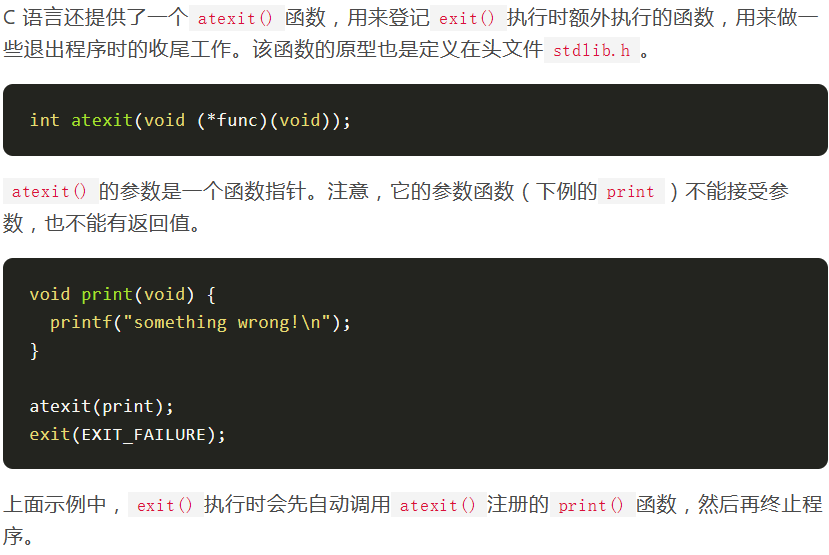 C 语言还提供了一个 atexit() 函数，用来登记 exit() 执行时额外执行的函数，用来做一
些退出程序时的收尾工作。该函数的原型也是定义在头文件 stdlib.h 。
int atexit(void (*func)(void));
atexit() 的参数是一个函数指针。注意，它的参数函数（下例的 print ）不能接受参
数，也不能有返回值。
void print(void) {
  printf("something wrong!\n");
}
atexit(print);
exit(EXIT_FAILURE);
上面示例中， exit() 执行时会先自动调用 atexit() 注册的 print() 函数，然后再终止程
序。